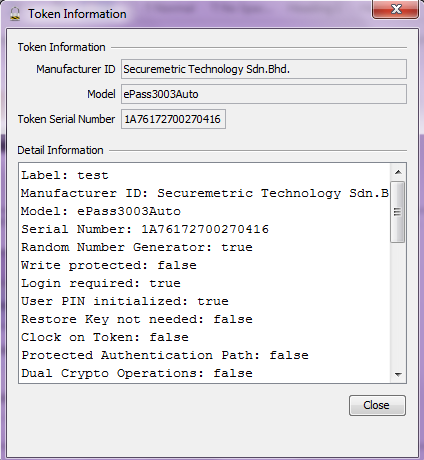 Token Information
Token Information
Manufacturer ID Securemetric Technology Sdn.Bhd.
Model ePass3003Auto
Token Serial Number 1A76172700270416
Detail Information
Label: test
Manufacturer ID: Securemetric Technology Sdn.B
Model: ePass3003Auto
Serial Number: 1A76172700270416
Random Number Generator: true
Write protected: false
Login required: true
User PIN initialized: true
Restore Key not needed: false
Clock on Token: false
Protected Authentication Path: false
Dual Crypto Operations: false
Close